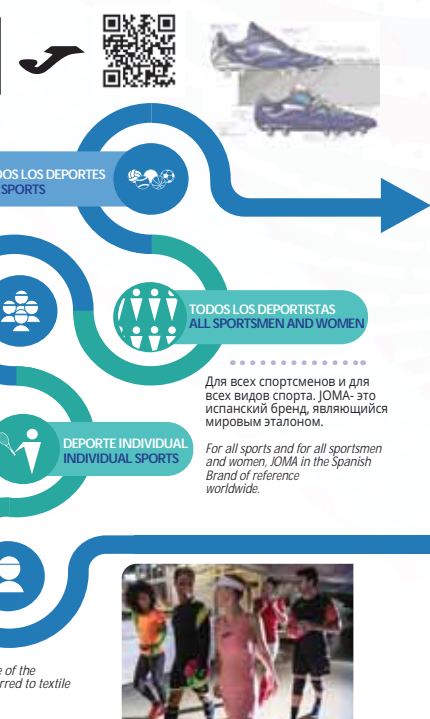 OS LOS DEPORTES
SPORTS
TODOS LOS DEPORTISTAS
ALL SPORTSMEN AND WOMEN
Для всех спортсменов и для
всех видов спорта. JOMA- это
испанский бренд, являющийся
мировым эталоном.
For all sports and for all sportsmen
and women, JOMA in the Spanish
Brand of reference
worldwide.
DEPORTE INDIVIDUAL
INDIVIDUAL SPORTS
of the
rred to textile